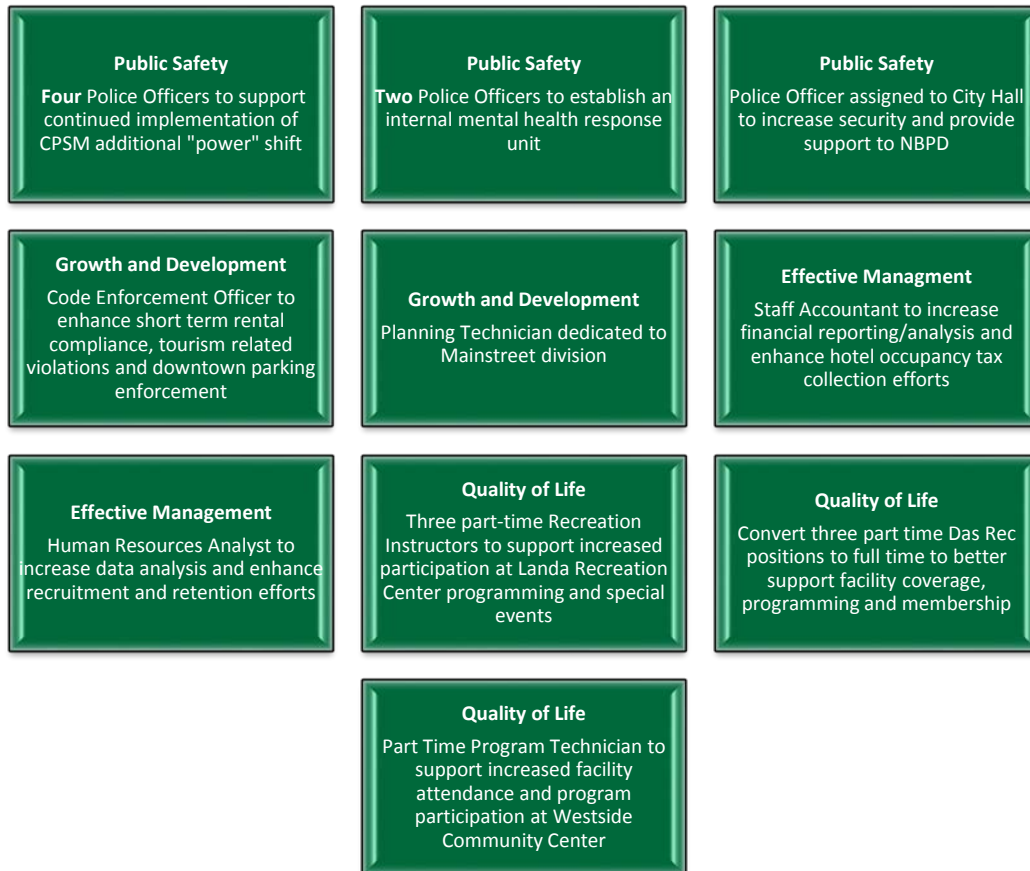 Public Safety
Four Police Officers to support
continued implementation of
CPSM additional "power" shift
Public Safety
Two Police Officers to establish an
internal mental health response
unit
Public Safety
Police Officer assigned to City Hall
to increase security and provide
support to NBPD
Growth and Development
Code Enforcement Officer to
enhance short term rental
compliance, tourism related
violations and downtown parking
enforcement
Growth and Development
Planning Technician dedicated to
Mainstreet division
Effective Managment
Staff Accountant to increase
financial reporting/analysis and
enhance hotel occupancy tax
collection efforts
Effective Management
Human Resources Analyst to
increase data analysis and enhance
recruitment and retention efforts
Quality of Life
Three part-time Recreation
Instructors to support increased
participation at Landa Recreation
Center programming and special
events
Quality of Life
Convert three part time Das Rec
positions to full time to better
support facility coverage,
programming and membership
Quality of Life
Part Time Program Technician to
support increased facility
attendance and program
participation at Westside
Community Center